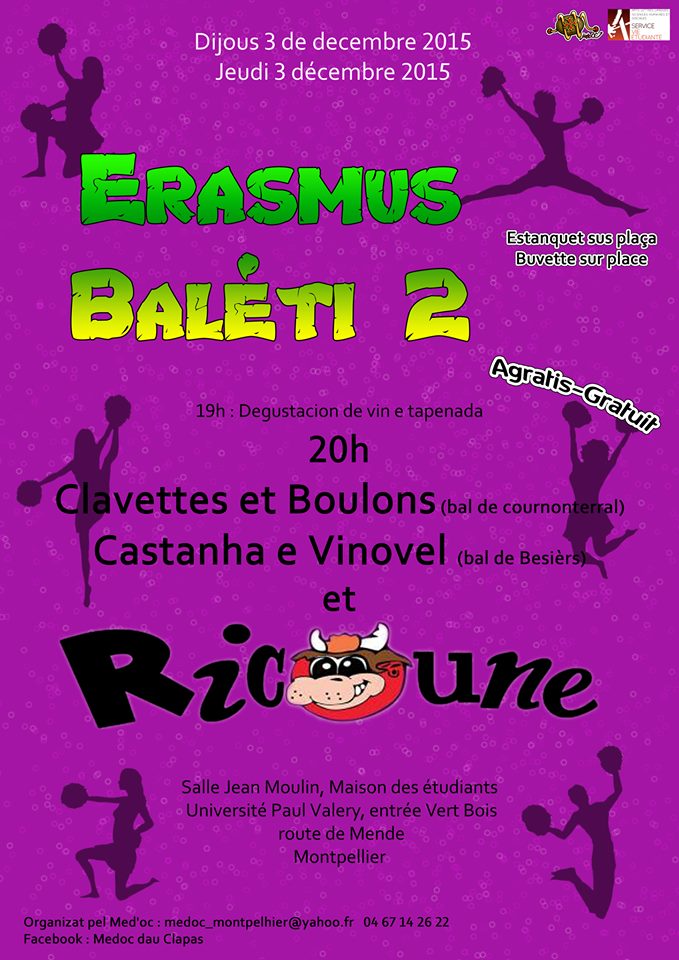 Dijous 3 de decembre 2015
Jeudi 3 décembre 2015
SERVICE
VIE
ETUDIANTE
Erasmus
Baléti 2
Estanquet sus plaça
Buvette sur place
Agratis-Gratuit
19h : Degustacion de vin e tapenada
20h
Clavettes et Boulons (bal de cournonterral)
Castanha e Vinovel (bal de Besièrs)
et
Ricoune
Salle Jean Moulin, Maison des étudiants
Université Paul Valery, entrée Vert Bois
route de Mende
Montpellier
Organizat pel Med'oc : medoc_montpelhier@yahoo.fr 04 67 14 26 22
Facebook : Medoc dau Clapas